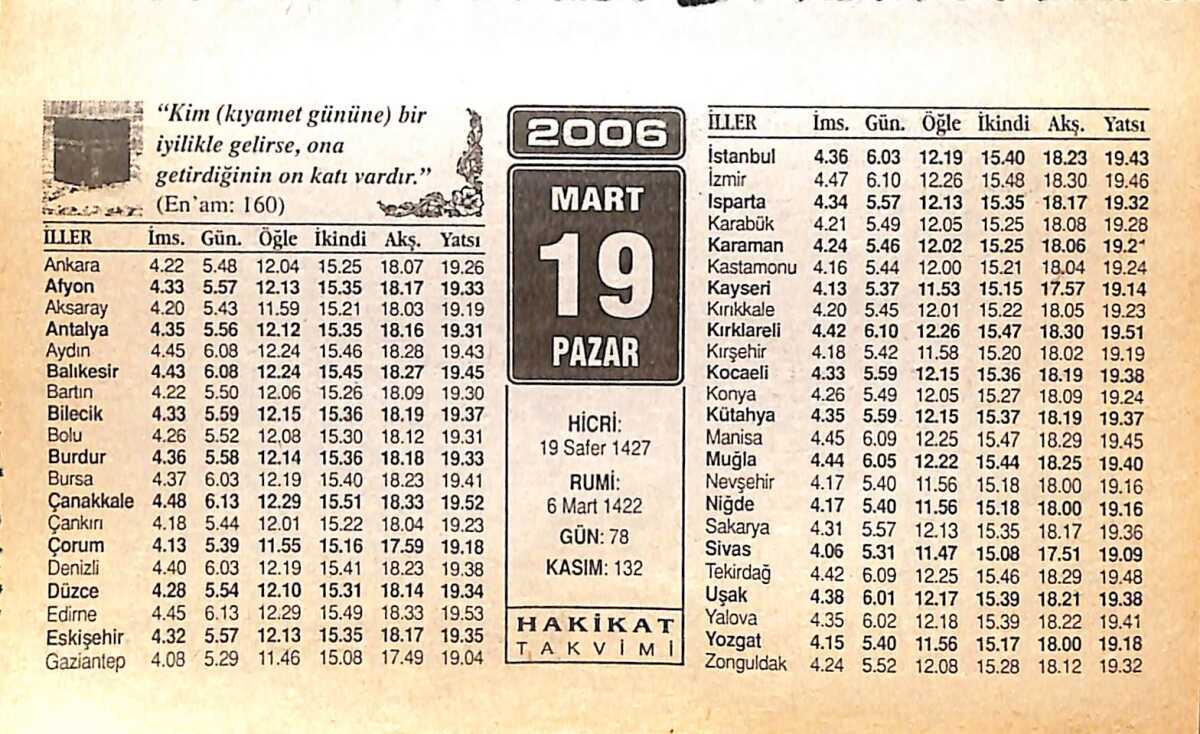 “Kim (kıyamet gününe) bir
iyilikle gelirse, ona
getirdiğinin on katı vardır.”
(En’am: 160)
İLLER İms. Gün. Öğle İkindi Akş. Yatsı
Ankara 4.22 5.48 12.04 15.25 18.07 19.26
Afyon 4.33 5.57 12.13 15.35 18.17 19.33
Aksaray 4.20 5.43 11.59 15.21 18.03 19.19
Antalya 4.35 5.56 12.12 15.35 18.16 19.31
Aydın 4.45 6.08 12.24 15.46 18.28 19.43
Balıkesir 4.43 6.08 12.24 15.45 18.27 19.45
Bartın 4.22 5.50 12.06 15.26 18.09 19.30
Bilecik 4.33 5.59 12.15 15.36 18.19 19.37
Bolu 4.26 5.52 12.08 15.30 18.12 19.31
Burdur 4.36 5.58 12.14 15.36 18.18 19.33
Bursa 4.37 6.03 12.19 15.40 18.23 19.41
Çanakkale 4.48 6.13 12.29 15.51 18.33 19.52
Çankırı 4.18 5.44 12.01 15.22 18.04 19.23
Çorum 4.13 5.39 11.55 15.16 17.59 19.18
Denizli 4.40 6.03 12.19 15.41 18.23 19.38
Düzce 4.28 5.54 12.10 15.31 18.14 19.34
Edirne 4.45 6.13 12.29 15.49 18.33 19.53
Eskişehir 4.32 5.57 12.13 15.35 18.17 19.35
Gaziantep 4.08 5.29 11.46 15.08 17.49 19.04
2006
MART
19
PAZAR
HİCRİ:
19 Safer 1427
RUMİ:
6 Mart 1422
GÜN: 78
KASIM: 132
HAKİKAT
TAKVİMİ
İLLER İms. Gün. Öğle İkindi Akş. Yatsı
İstanbul 4.36 6.03 12.19 15.40 18.23 19.43
İzmir 4.47 6.10 12.26 15.48 18.30 19.46
Isparta 4.34 5.57 12.13 15.35 18.17 19.32
Karabük 4.21 5.49 12.05 15.25 18.08 19.28
Karaman 4.24 5.46 12.02 15.25 18.06
Kastamonu 4.16 5.44 12.00 15.21 18.04 19.24
Kayseri 4.13 5.37 11.53 15.15 17.57 19.14
Kırıkkale 4.20 5.45 12.01 15.22 18.05 19.23
Kırklareli 4.42 6.10 12.26 15.47 18.30 19.51
Kırşehir 4.18 5.42 11.58 15.20 18.02 19.19
Kocaeli 4.33 5.59 12.15 15.36 18.19 19.38
Konya 4.26 5.49 12.05 15.27 18.09 19.24
Kütahya 4.35 5.59 12.15 15.37 18.19 19.37
Manisa 4.45 6.09 12.25 15.47 18.29 19.45
Muğla 4.44 6.05 12.22 15.44 18.25 19.40
Nevşehir 4.17 5.40 11.56 15.18 18.00 19.16
Niğde 4.17 5.40 11.56 15.18 18.00 19.16
Sakarya 4.31 5.57 12.13 15.35 18.17 19.36
Sivas 4.06 5.31 11.47 15.08 17.51 19.09
Tekirdağ 4.42 6.09 12.25 15.46 18.29 19.48
Uşak 4.38 6.01 12.17 15.39 18.21 19.38
Yalova 4.35 6.02 12.18 15.39 18.22 19.41
Yozgat 4.15 5.40 11.56 15.17 18.00 19.18
Zonguldak 4.24 5.52 12.08 15.28 18.12 19.32